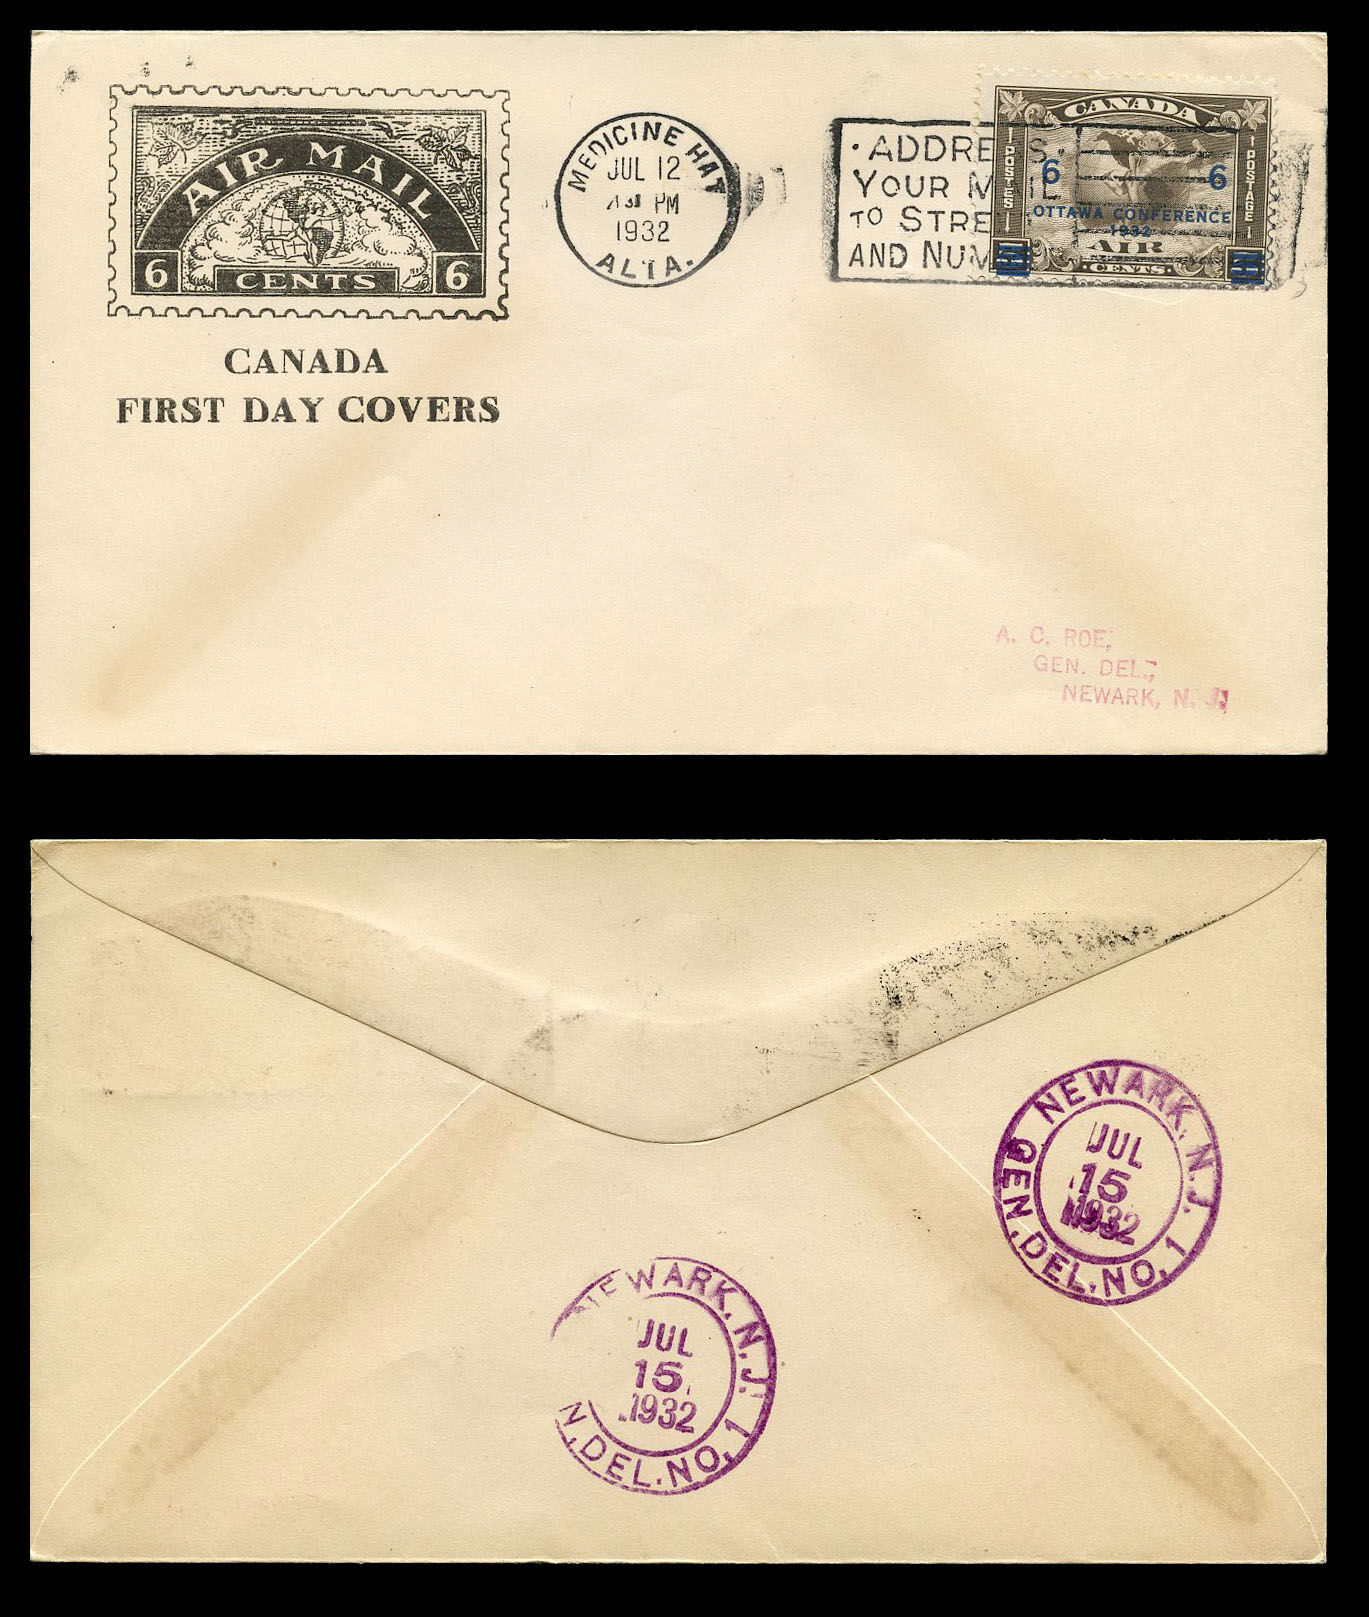 AIR MAIL
6 CENTS 6
CANADA
FIRST DAY COVERS
MEDICINE HAT
JUL 12
PM
1932
ALTA.
ADDRE S
YOUR M IL
TO STRE
AND NUM
CANADA
POSTES
POSTAGE
6 6
OTTAWA CONFERENCE
1932
AIR
CENTS
A. C. ROE,
GEN. DEL.,
NEWARK, N. J.
NEWARK, N. J.
JUL
15
1932
GEN. DEL. NO. 1
NEWARK, N. J.
JUL
15
1932
N. DEL. NO. 1